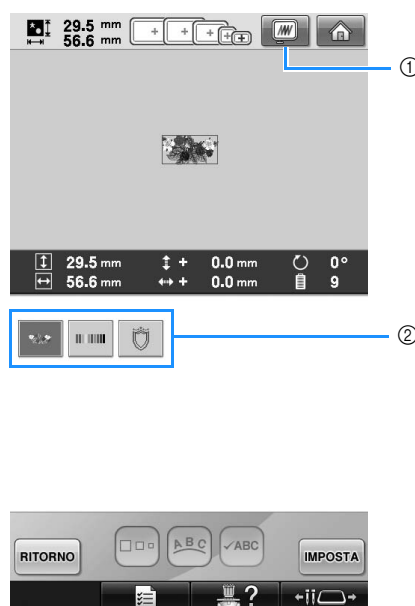 29.5 mm
56.6 mm
①
29.5 mm + 0.0 mm 0°
56.6 mm + 0.0 mm 9
②
RITORNO ABC ✓ABC IMPOSTA
?